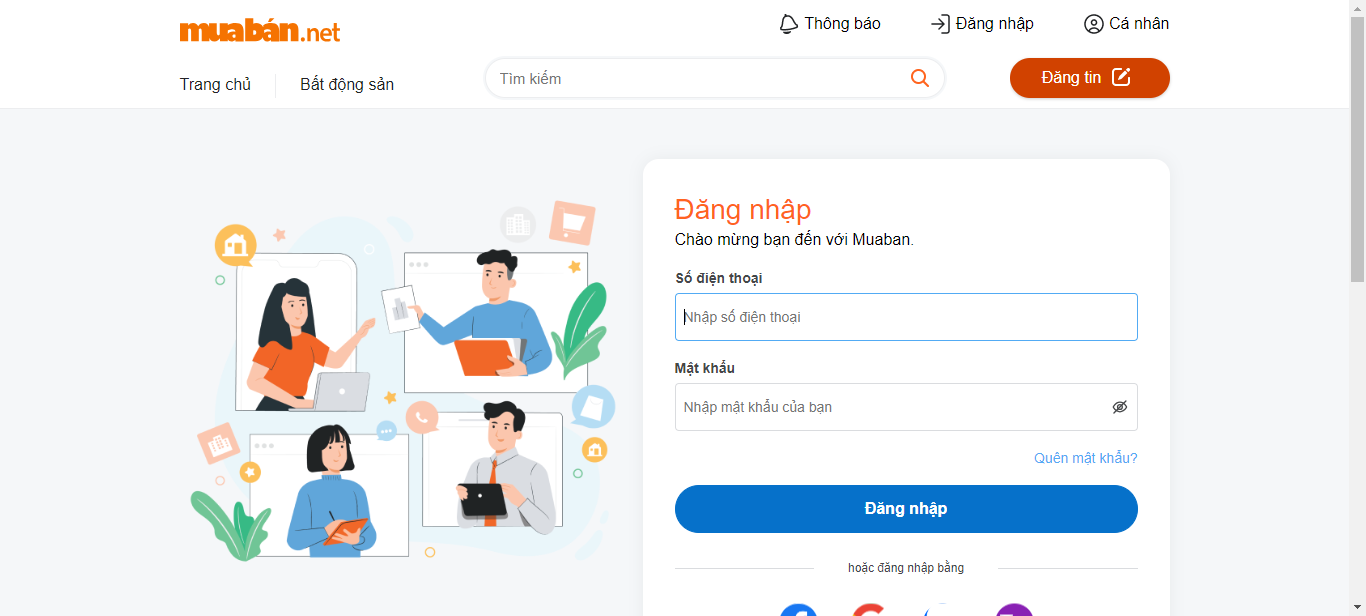 muabán.net
Thông báo
Đăng nhập
Cá nhân
Trang chủ
Bất động sản
Tìm kiếm
Đăng tin
Đăng nhập
Chào mừng bạn đến với Muaban.
Số điện thoại
Nhập số điện thoại
Mật khẩu
Nhập mật khẩu của bạn
Quên mật khẩu?
Đăng nhập
hoặc đăng nhập bằng